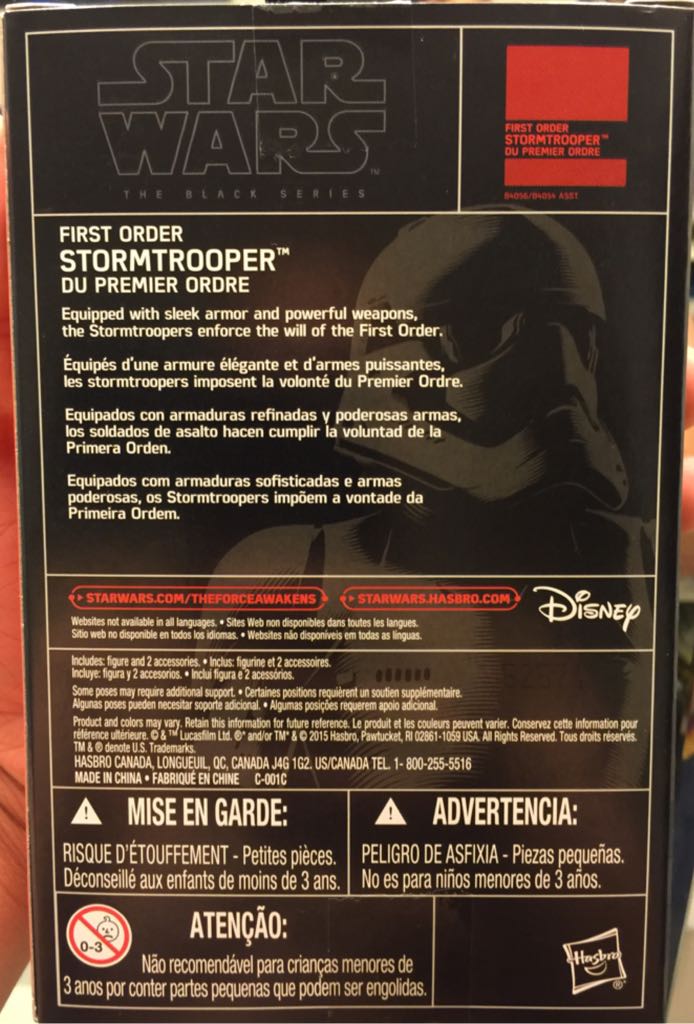 STAR
WARS™
THE BLACK SERIES
FIRST ORDER
STORMTROOPER™
DU PREMIER ORDRE
B4056/B4054 ASST
FIRST ORDER
STORMTROOPER™
DU PREMIER ORDRE
Equipped with sleek armor and powerful weapons,
the Stormtroopers enforce the will of the First Order.
Équipés d'une armure élégante et d'armes puissantes,
les stormtroopers imposent la volonté du Premier Ordre.
Equipados con armaduras refinadas y poderosas armas,
los soldados de asalto hacen cumplir la voluntad de la
Primera Orden.
Equipados com armaduras sofisticadas e armas
poderosas, os Stormtroopers impõem a vontade da
Primeira Ordem.
STARWARS.COM/THEFORCEAWAKENS
STARWARS.HASBRO.COM
Disney
Websites not available in all languages. • Sites Web non disponibles dans toutes les langues.
Sitio web no disponible en todos los idiomas. • Websites não disponíveis em todas as línguas.
Includes: figure and 2 accessories. • Inclus: figurine et 2 accessoires.
Incluye: figura y 2 accesorios. • Inclui figura e 2 acessórios.
Some poses may require additional support. • Certaines positions requièrent un soutien supplémentaire.
Algunas poses pueden necesitar soporte adicional. • Algumas posições requerem apoio adicional.
Product and colors may vary. Retain this information for future reference. Le produit et les couleurs peuvent varier. Conservez cette information pour
référence ultérieure. © & ™ Lucasfilm Ltd. ®* and/or TM* & © 2015 Hasbro, Pawtucket, RI 02861-1059 USA. All Rights Reserved. Tous droits réservés.
TM & ® denote U.S. Trademarks.
HASBRO CANADA, LONGUEUIL, QC, CANADA J4G 1G2. US/CANADA TEL. 1- 800-255-5516
MADE IN CHINA • FABRIQUÉ EN CHINE C-001C
MISE EN GARDE:
RISQUE D'ÉTOUFFEMENT - Petites pièces.
Déconseillé aux enfants de moins de 3 ans.
ADVERTENCIA:
PELIGRO DE ASFIXIA - Piezas pequeñas.
No es para niños menores de 3 años.
0-3
ATENÇÃO:
Não recomendável para crianças menores de
3 anos por conter partes pequenas que podem ser engolidas.
Hasbro®